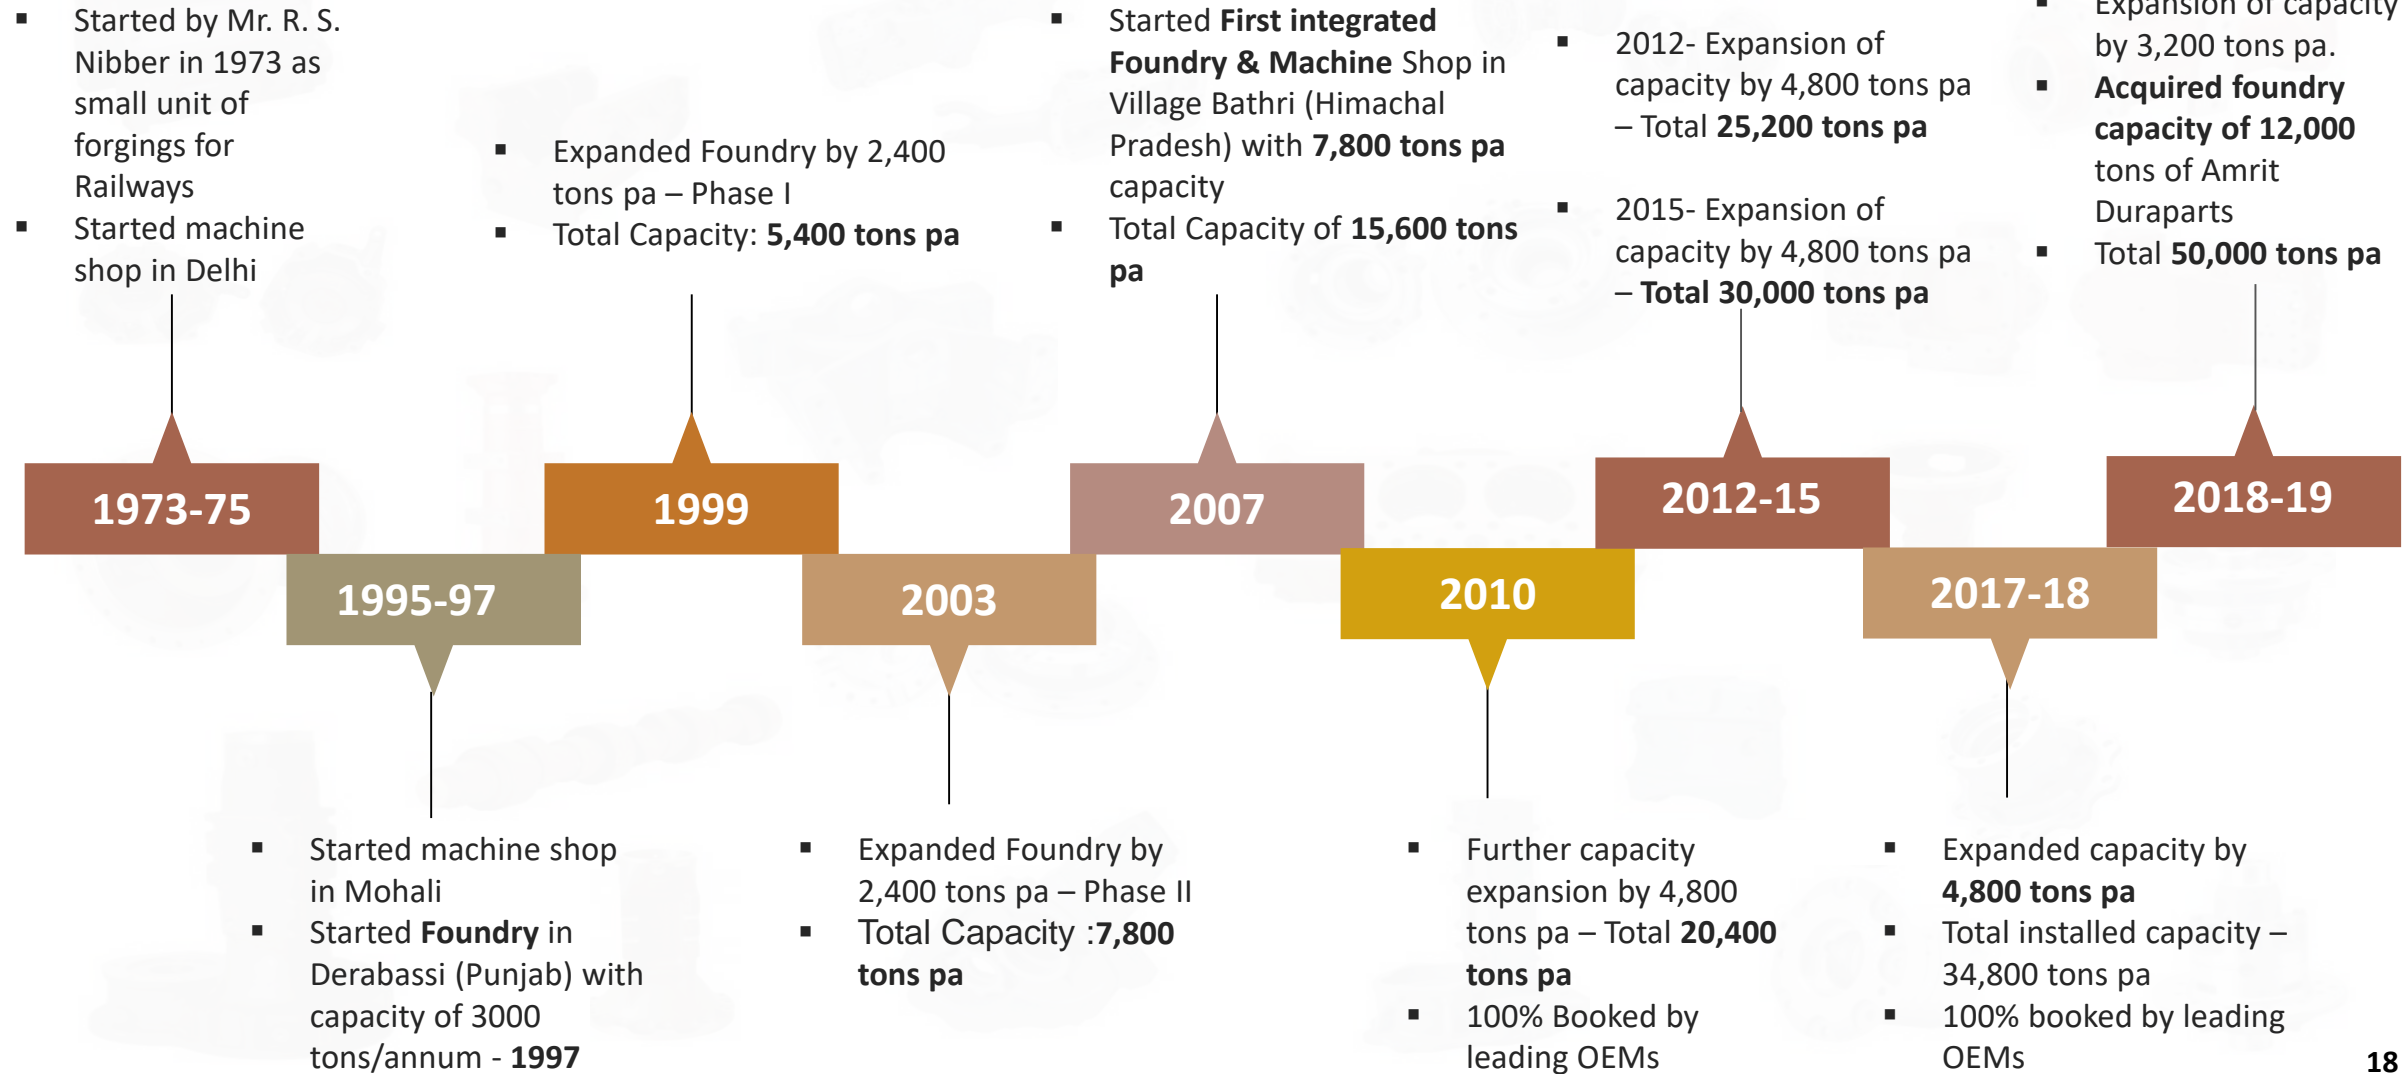 ▪ Started by Mr. R. S.
Nibber in 1973 as
small unit of
forgings for
Railways
▪ Started machine
shop in Delhi
▪ Expanded Foundry by 2,400
tons pa – Phase I
▪ Total Capacity: 5,400 tons pa
▪ Started First integrated
Foundry & Machine Shop in
Village Bathri (Himachal
Pradesh) with 7,800 tons pa
capacity
▪ Total Capacity of 15,600 tons
pa
▪ 2012- Expansion of
capacity by 4,800 tons pa
– Total 25,200 tons pa
▪ 2015- Expansion of
capacity by 4,800 tons pa
– Total 30,000 tons pa
▪ Expansion of capacity
by 3,200 tons pa.
▪ Acquired foundry
capacity of 12,000
tons of Amrit
Duraparts
▪ Total 50,000 tons pa
1973-75
1999
2007
2012-15
2018-19
1995-97
2003
2010
2017-18
▪ Started machine shop
in Mohali
▪ Started Foundry in
Derabassi (Punjab) with
capacity of 3000
tons/annum - 1997
▪ Expanded Foundry by
2,400 tons pa – Phase II
▪ Total Capacity :7,800
tons pa
▪ Further capacity
expansion by 4,800
tons pa – Total 20,400
tons pa
▪ 100% Booked by
leading OEMs
▪ Expanded capacity by
4,800 tons pa
▪ Total installed capacity –
34,800 tons pa
▪ 100% booked by leading
OEMs
18